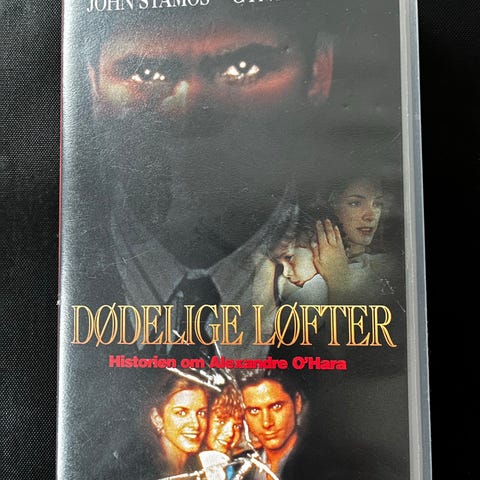 JOHN STAMOS
DØDELIGE LØFTER
Historien om Alexandre O'Hara